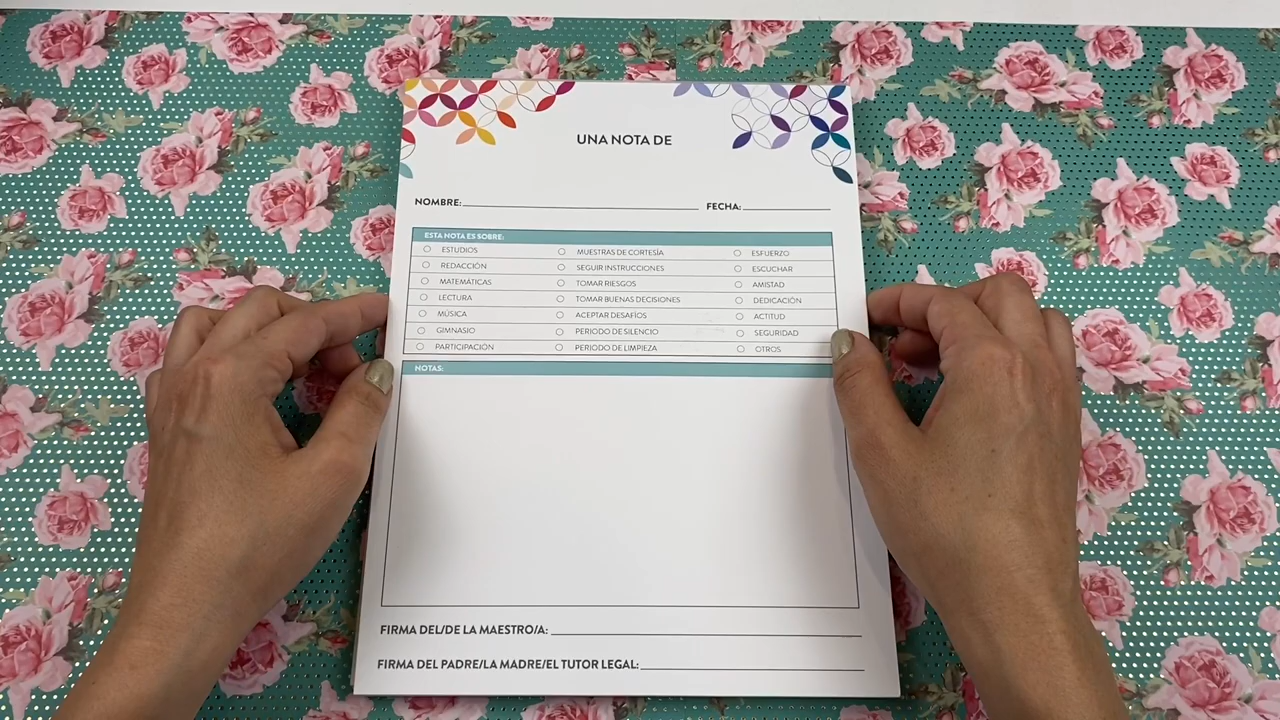 UNA NOTA DE
NOMBRE: FECHA:
ESTA NOTA ES SOBRE:
ESTUDIOS MUESTRAS DE CORTESÍA ESFUERZO
REDACCIÓN SEGUIR INSTRUCCIONES ESCUCHAR
MATEMÁTICAS TOMAR RIESGOS AMISTAD
LECTURA TOMAR BUENAS DECISIONES DEDICACIÓN
MÚSICA ACEPTAR DESAFÍOS ACTITUD
GIMNASIO PERIODO DE SILENCIO SEGURIDAD
PARTICIPACIÓN PERIODO DE LIMPIEZA OTROS
NOTAS:
FIRMA DEL/DE LA MAESTRO/A:
FIRMA DEL PADRE/LA MADRE/EL TUTOR LEGAL: